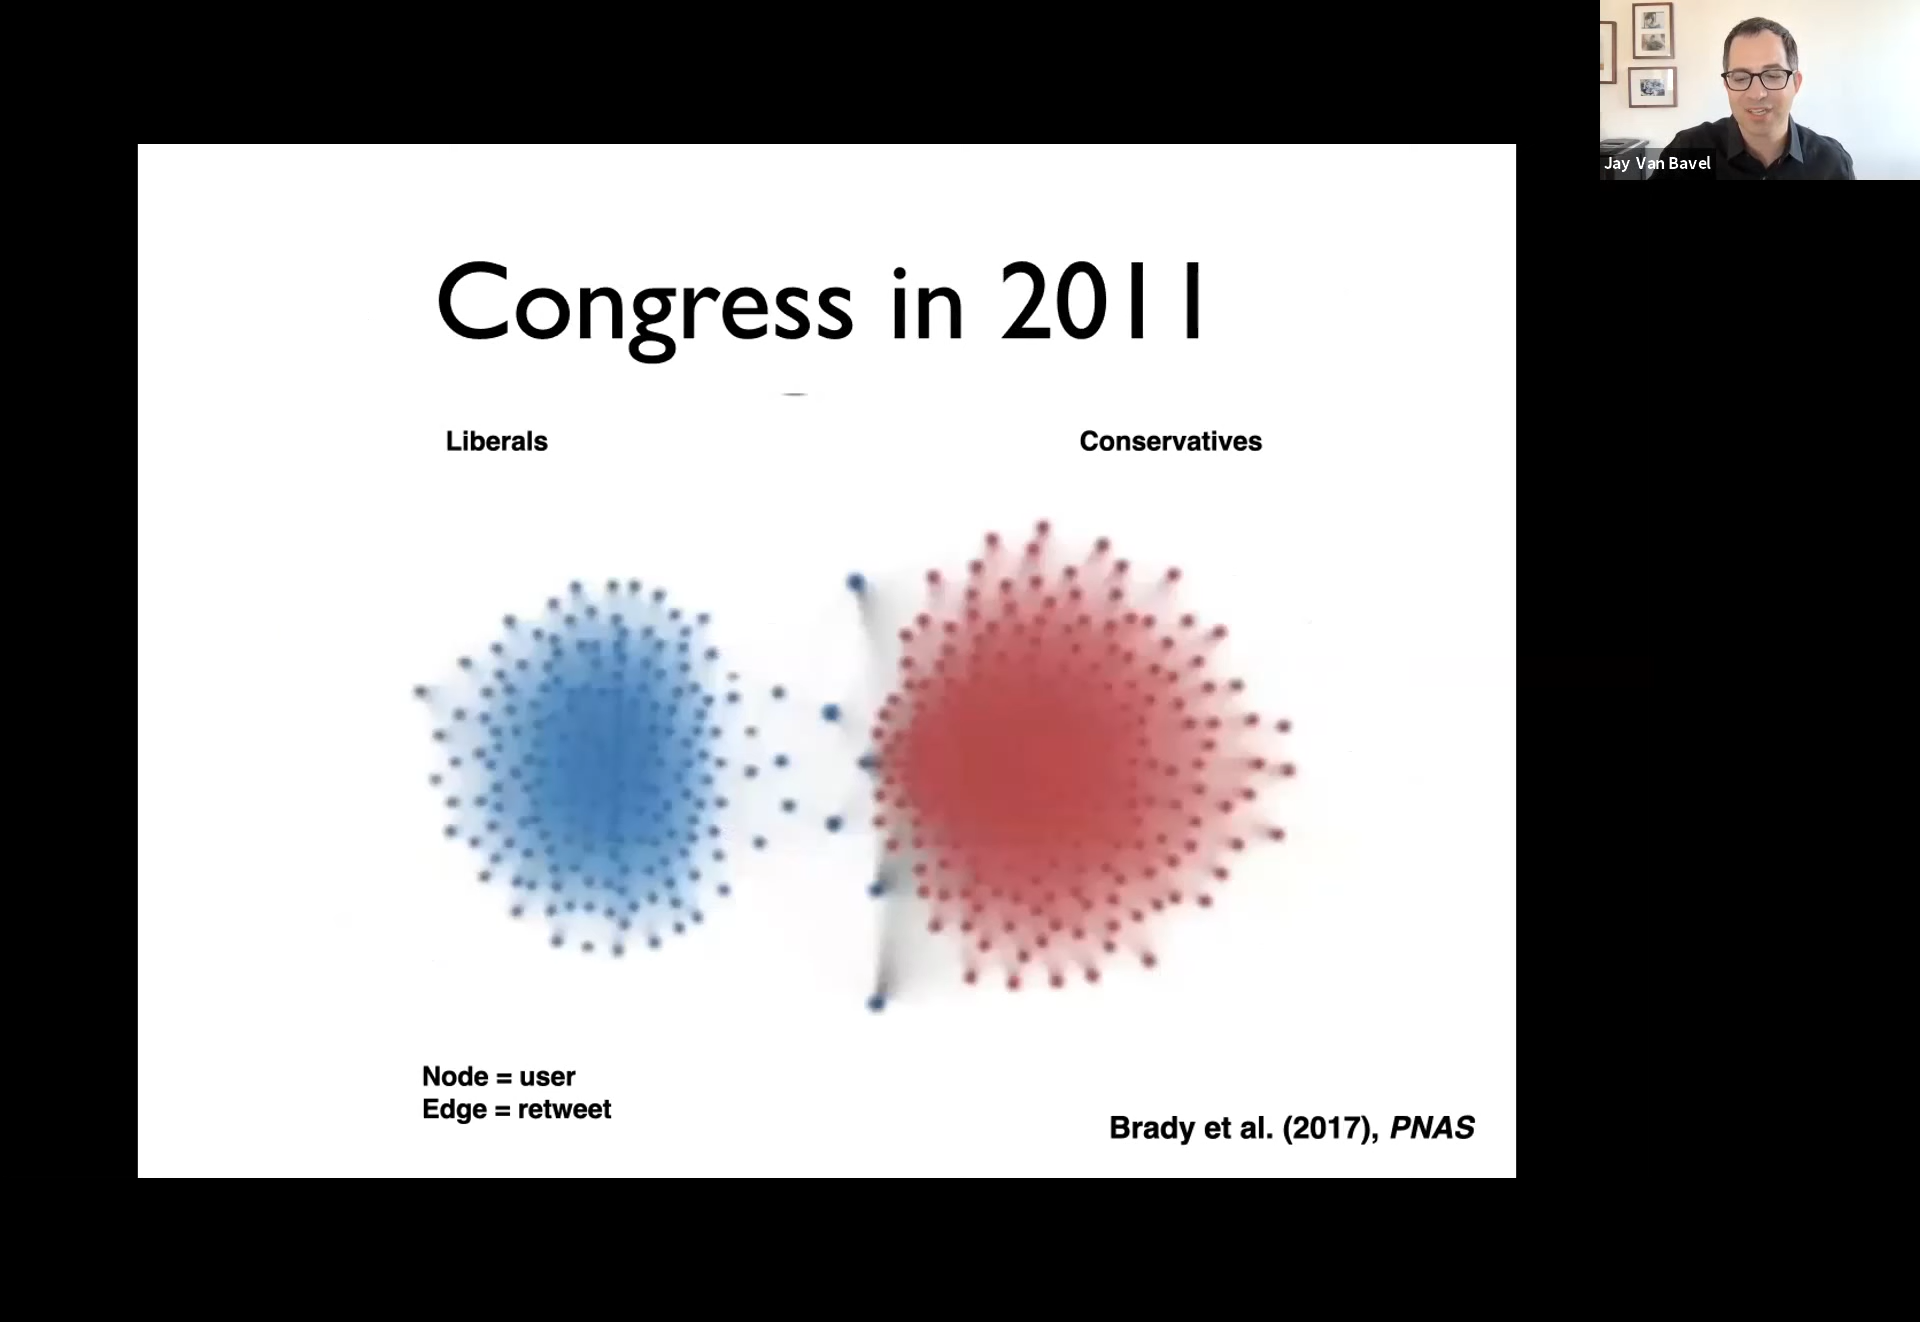 Jay Van Bavel
Congress in 2011
Liberals
Conservatives
Node = user
Edge = retweet
Brady et al. (2017), PNAS